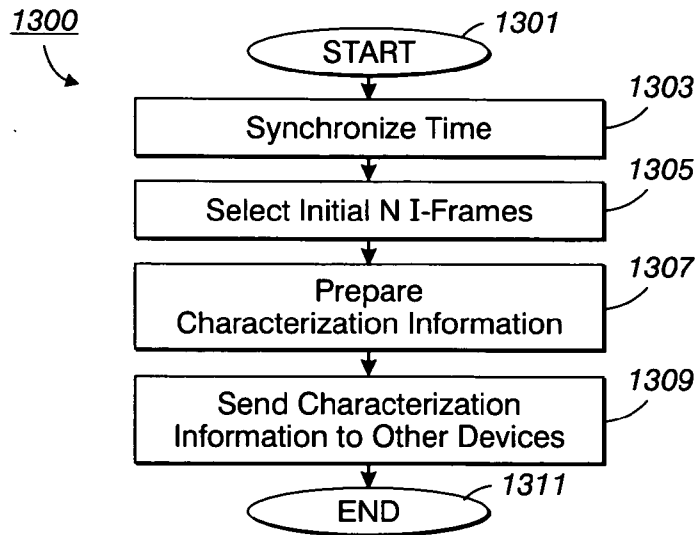 1300
1301
START
1303
Synchronize Time
1305
Select Initial N I-Frames
1307
Prepare
Characterization Information
1309
Send Characterization
Information to Other Devices
1311
END